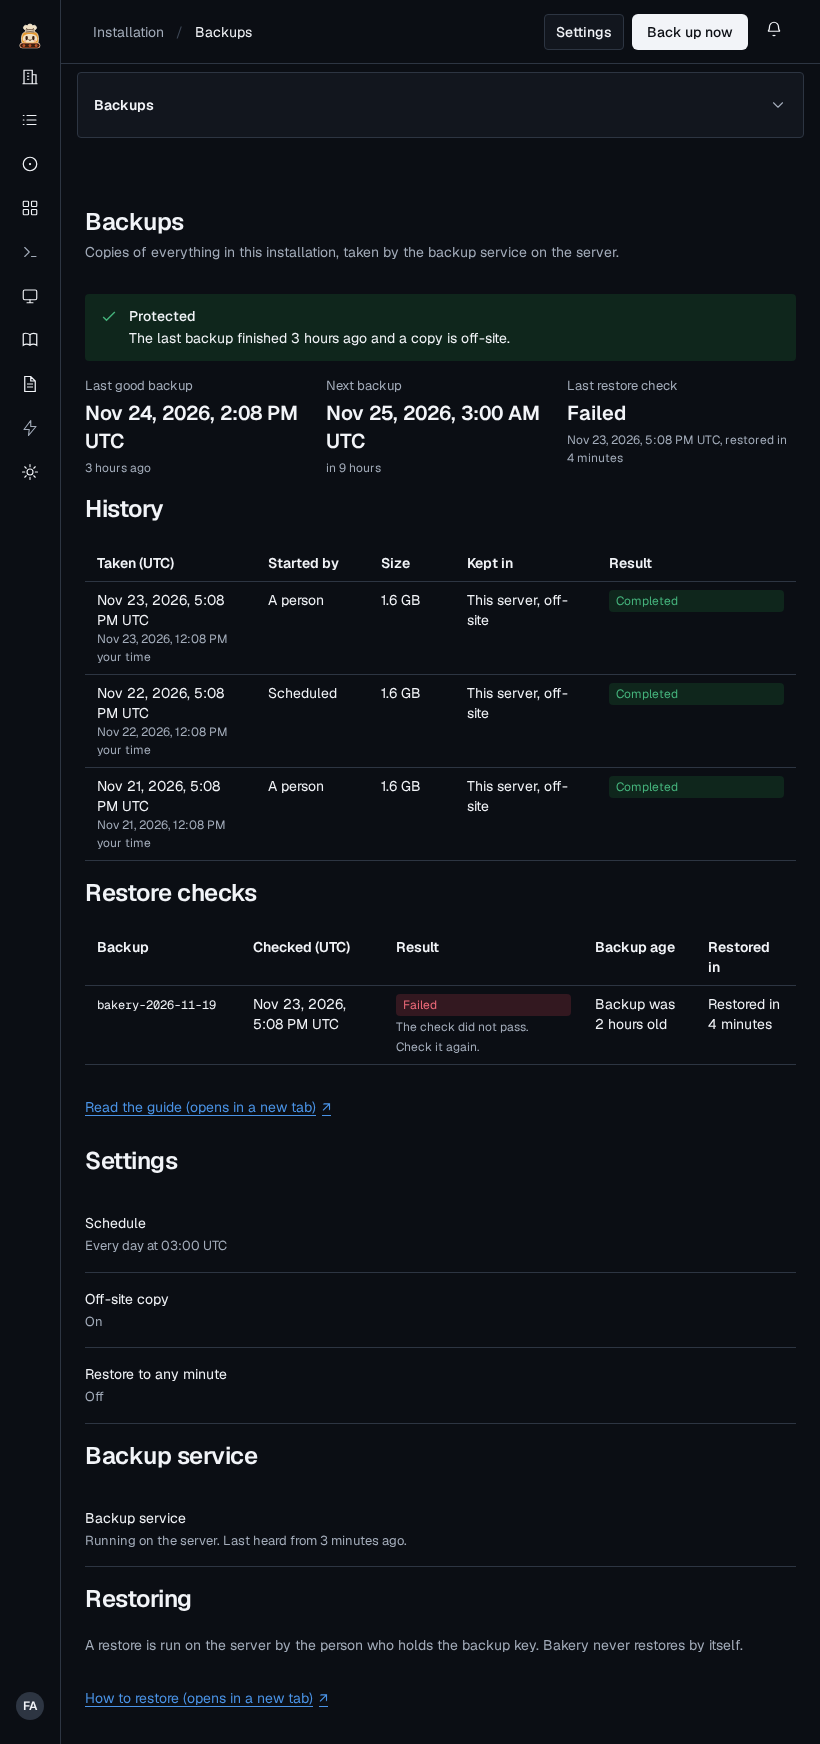 Installation / Backups
Settings
Back up now
Backups
Backups
Copies of everything in this installation, taken by the backup service on the server.
Protected
The last backup finished 3 hours ago and a copy is off-site.
Last good backup
Nov 24, 2026, 2:08 PM
UTC
3 hours ago
Next backup
Nov 25, 2026, 3:00 AM
UTC
in 9 hours
Last restore check
Failed
Nov 23, 2026, 5:08 PM UTC, restored in
4 minutes
History
Taken (UTC) Started by Size Kept in Result
Nov 23, 2026, 5:08
PM UTC
Nov 23, 2026, 12:08 PM
your time
A person
1.6 GB
This server, off-
site
Completed
Nov 22, 2026, 5:08
PM UTC
Nov 22, 2026, 12:08 PM
your time
Scheduled
1.6 GB
This server, off-
site
Completed
Nov 21, 2026, 5:08
PM UTC
Nov 21, 2026, 12:08 PM
your time
A person
1.6 GB
This server, off-
site
Completed
Restore checks
Backup
Checked (UTC)
Result
Backup age
Restored
in
bakery-2026-11-19
Nov 23, 2026,
5:08 PM UTC
Failed
The check did not pass.
Check it again.
Backup was
2 hours old
Restored in
4 minutes
Read the guide (opens in a new tab) ↗
Settings
Schedule
Every day at 03:00 UTC
Off-site copy
On
Restore to any minute
Off
Backup service
Backup service
Running on the server. Last heard from 3 minutes ago.
Restoring
A restore is run on the server by the person who holds the backup key. Bakery never restores by itself.
How to restore (opens in a new tab) ↗
FA